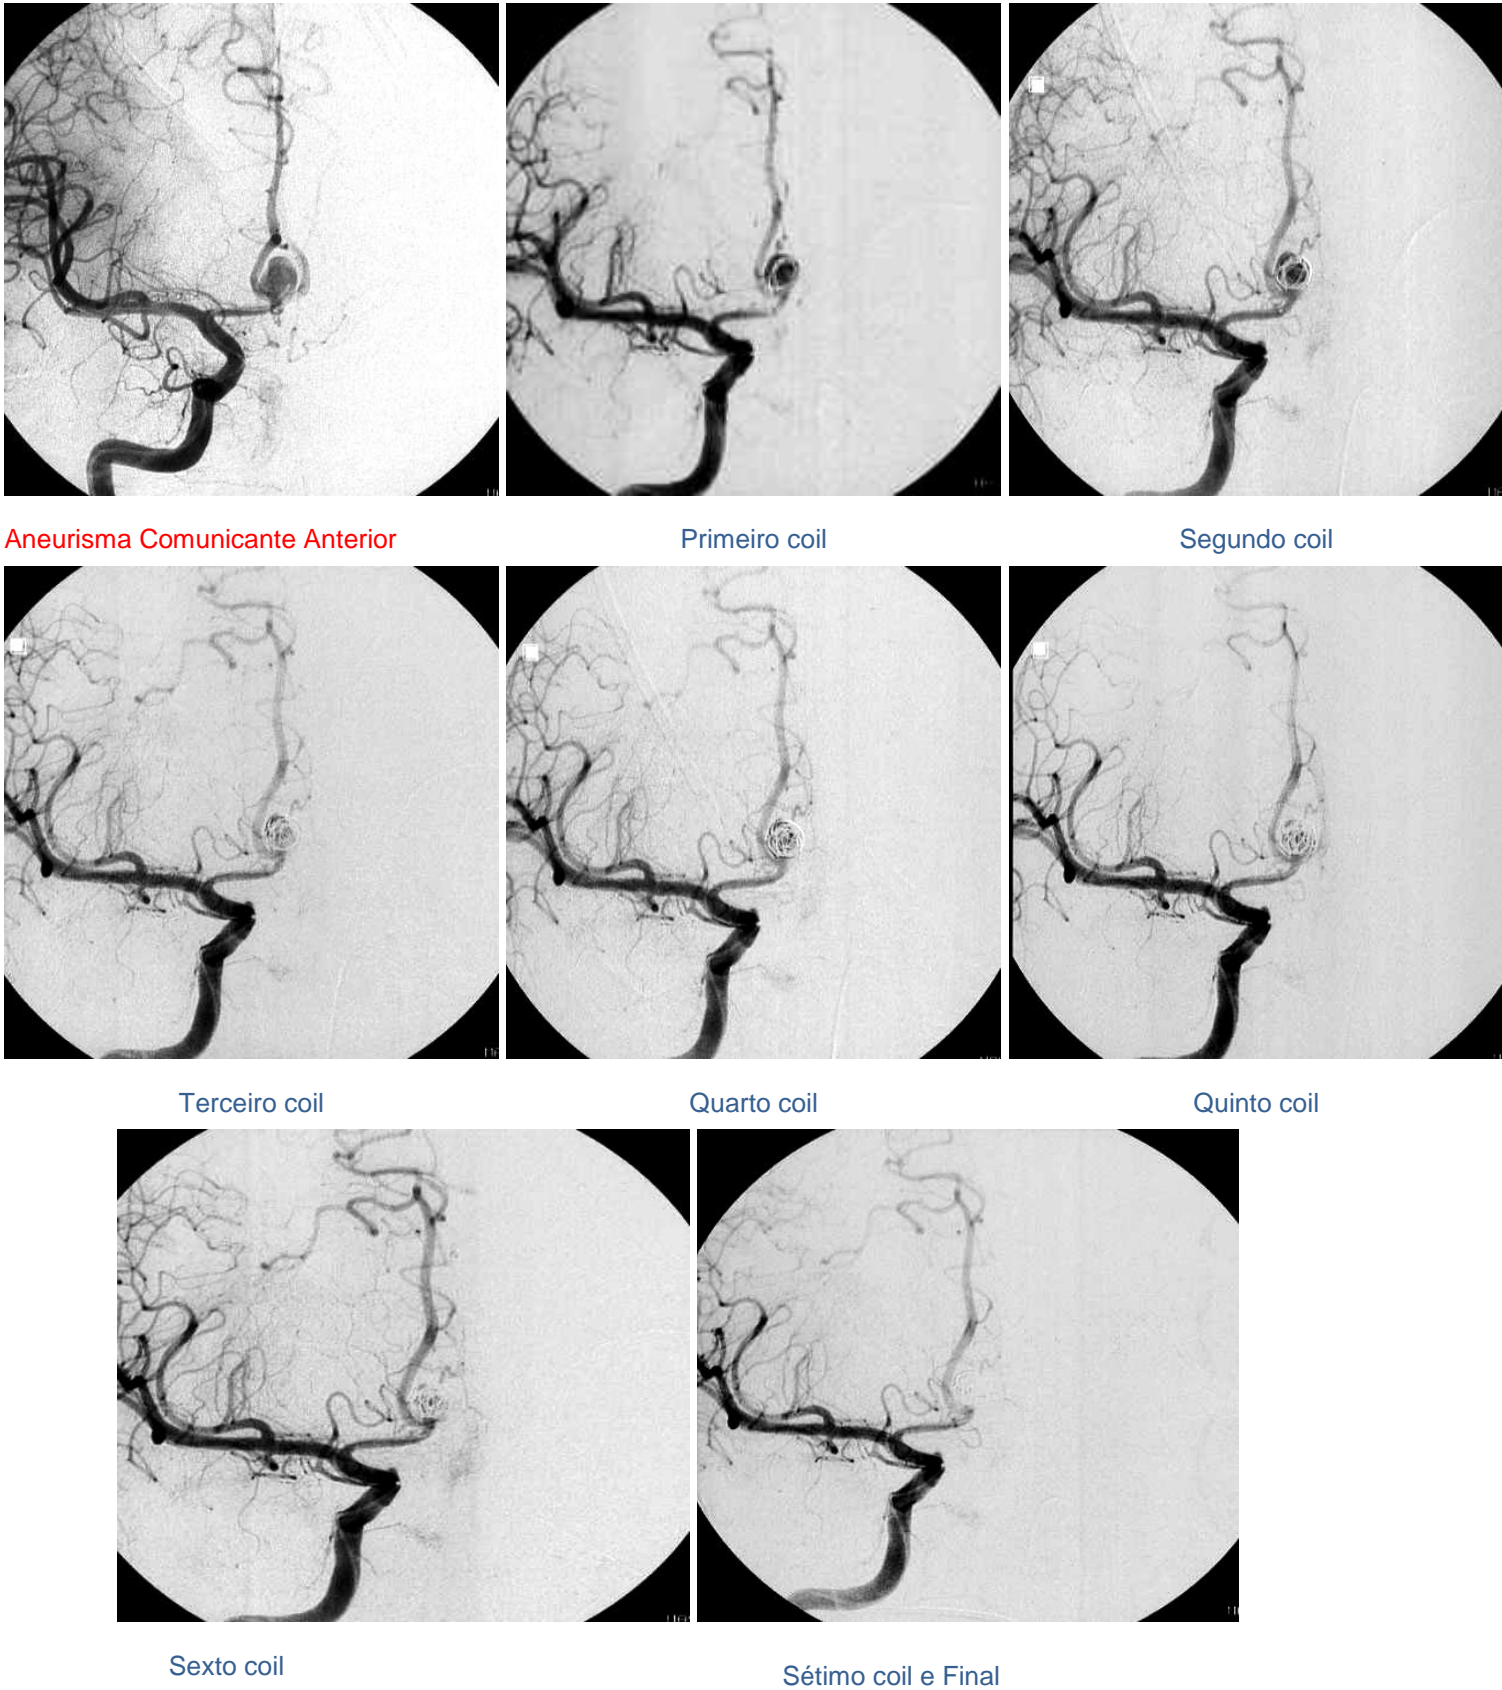 Aneurisma Comunicante Anterior
Primeiro coil
Segundo coil
Terceiro coil
Quarto coil
Quinto coil
Sexto coil
Sétimo coil e Final